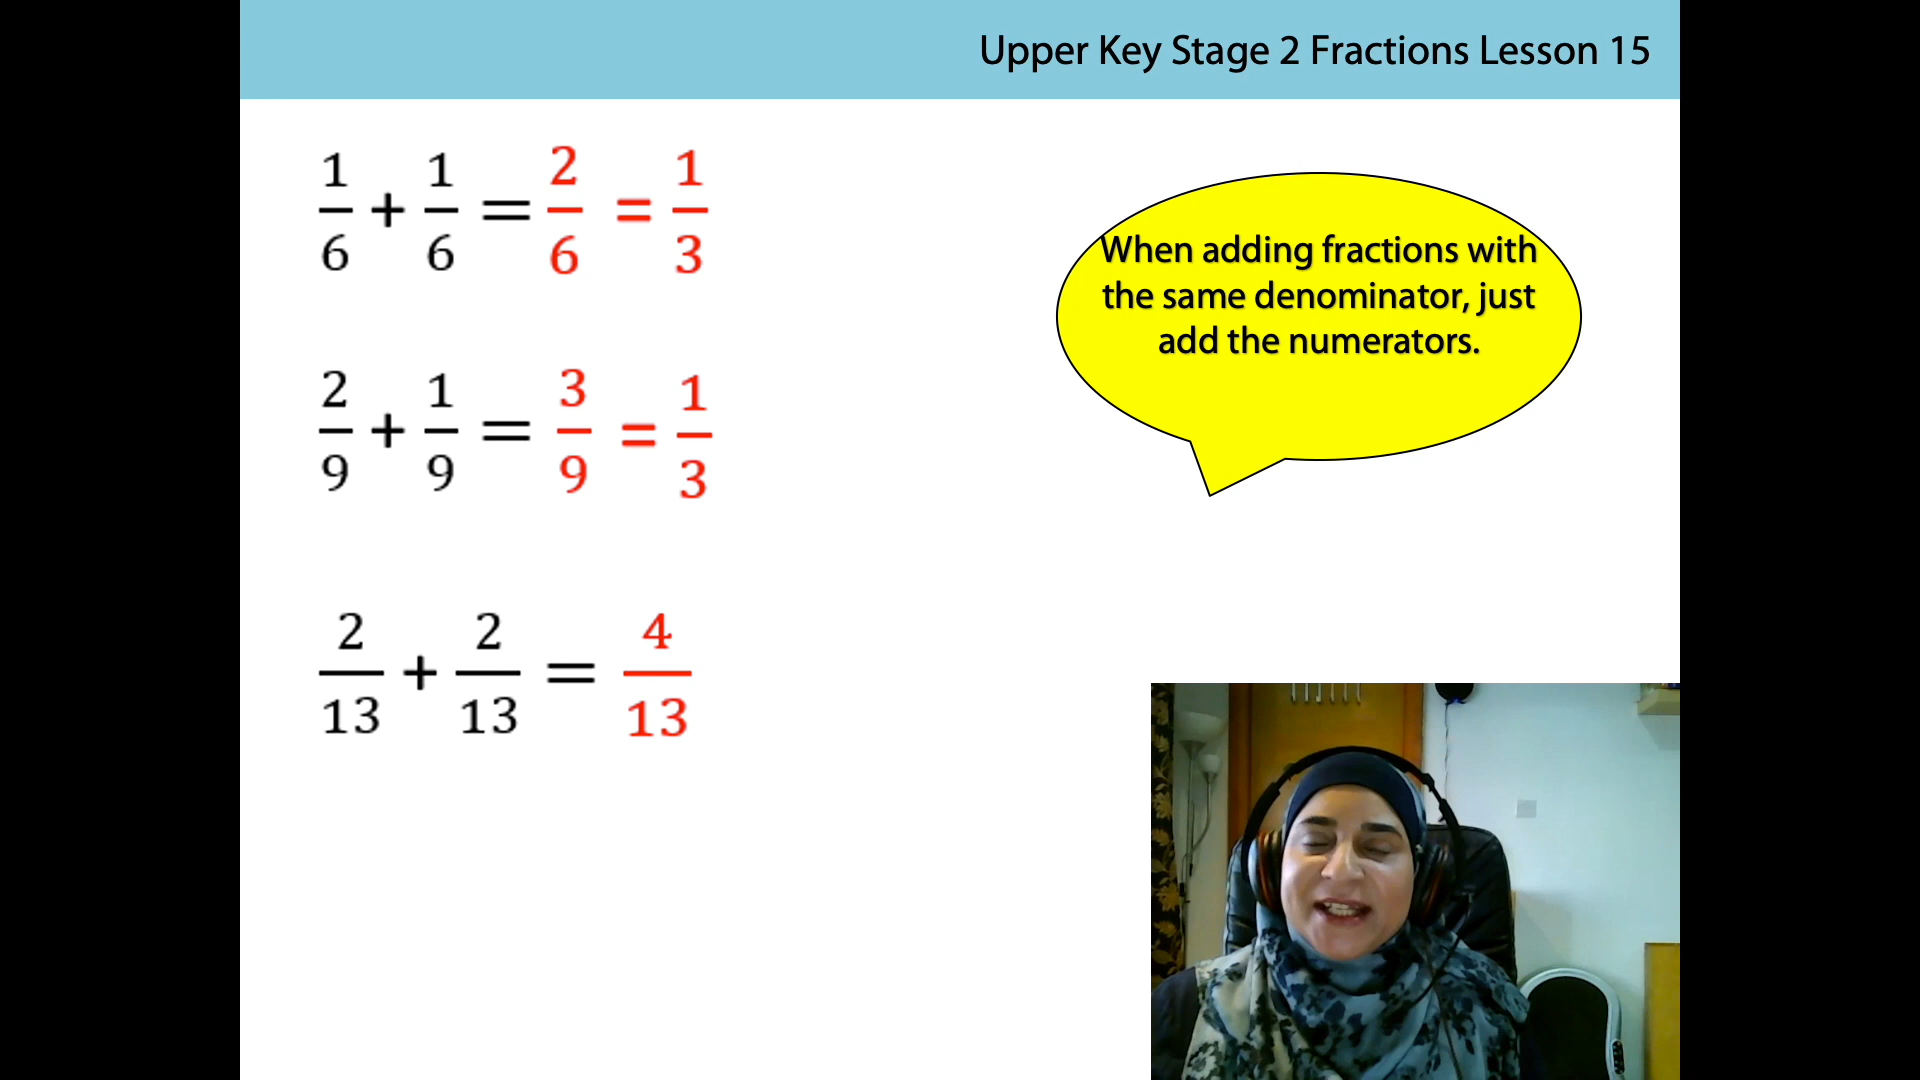 Upper Key Stage 2 Fractions Lesson 15
1/6 + 1/6 = 2/6 = 1/3
When adding fractions with
the same denominator, just
add the numerators.
2/9 + 1/9 = 3/9 = 1/3
2/13 + 2/13 = 4/13